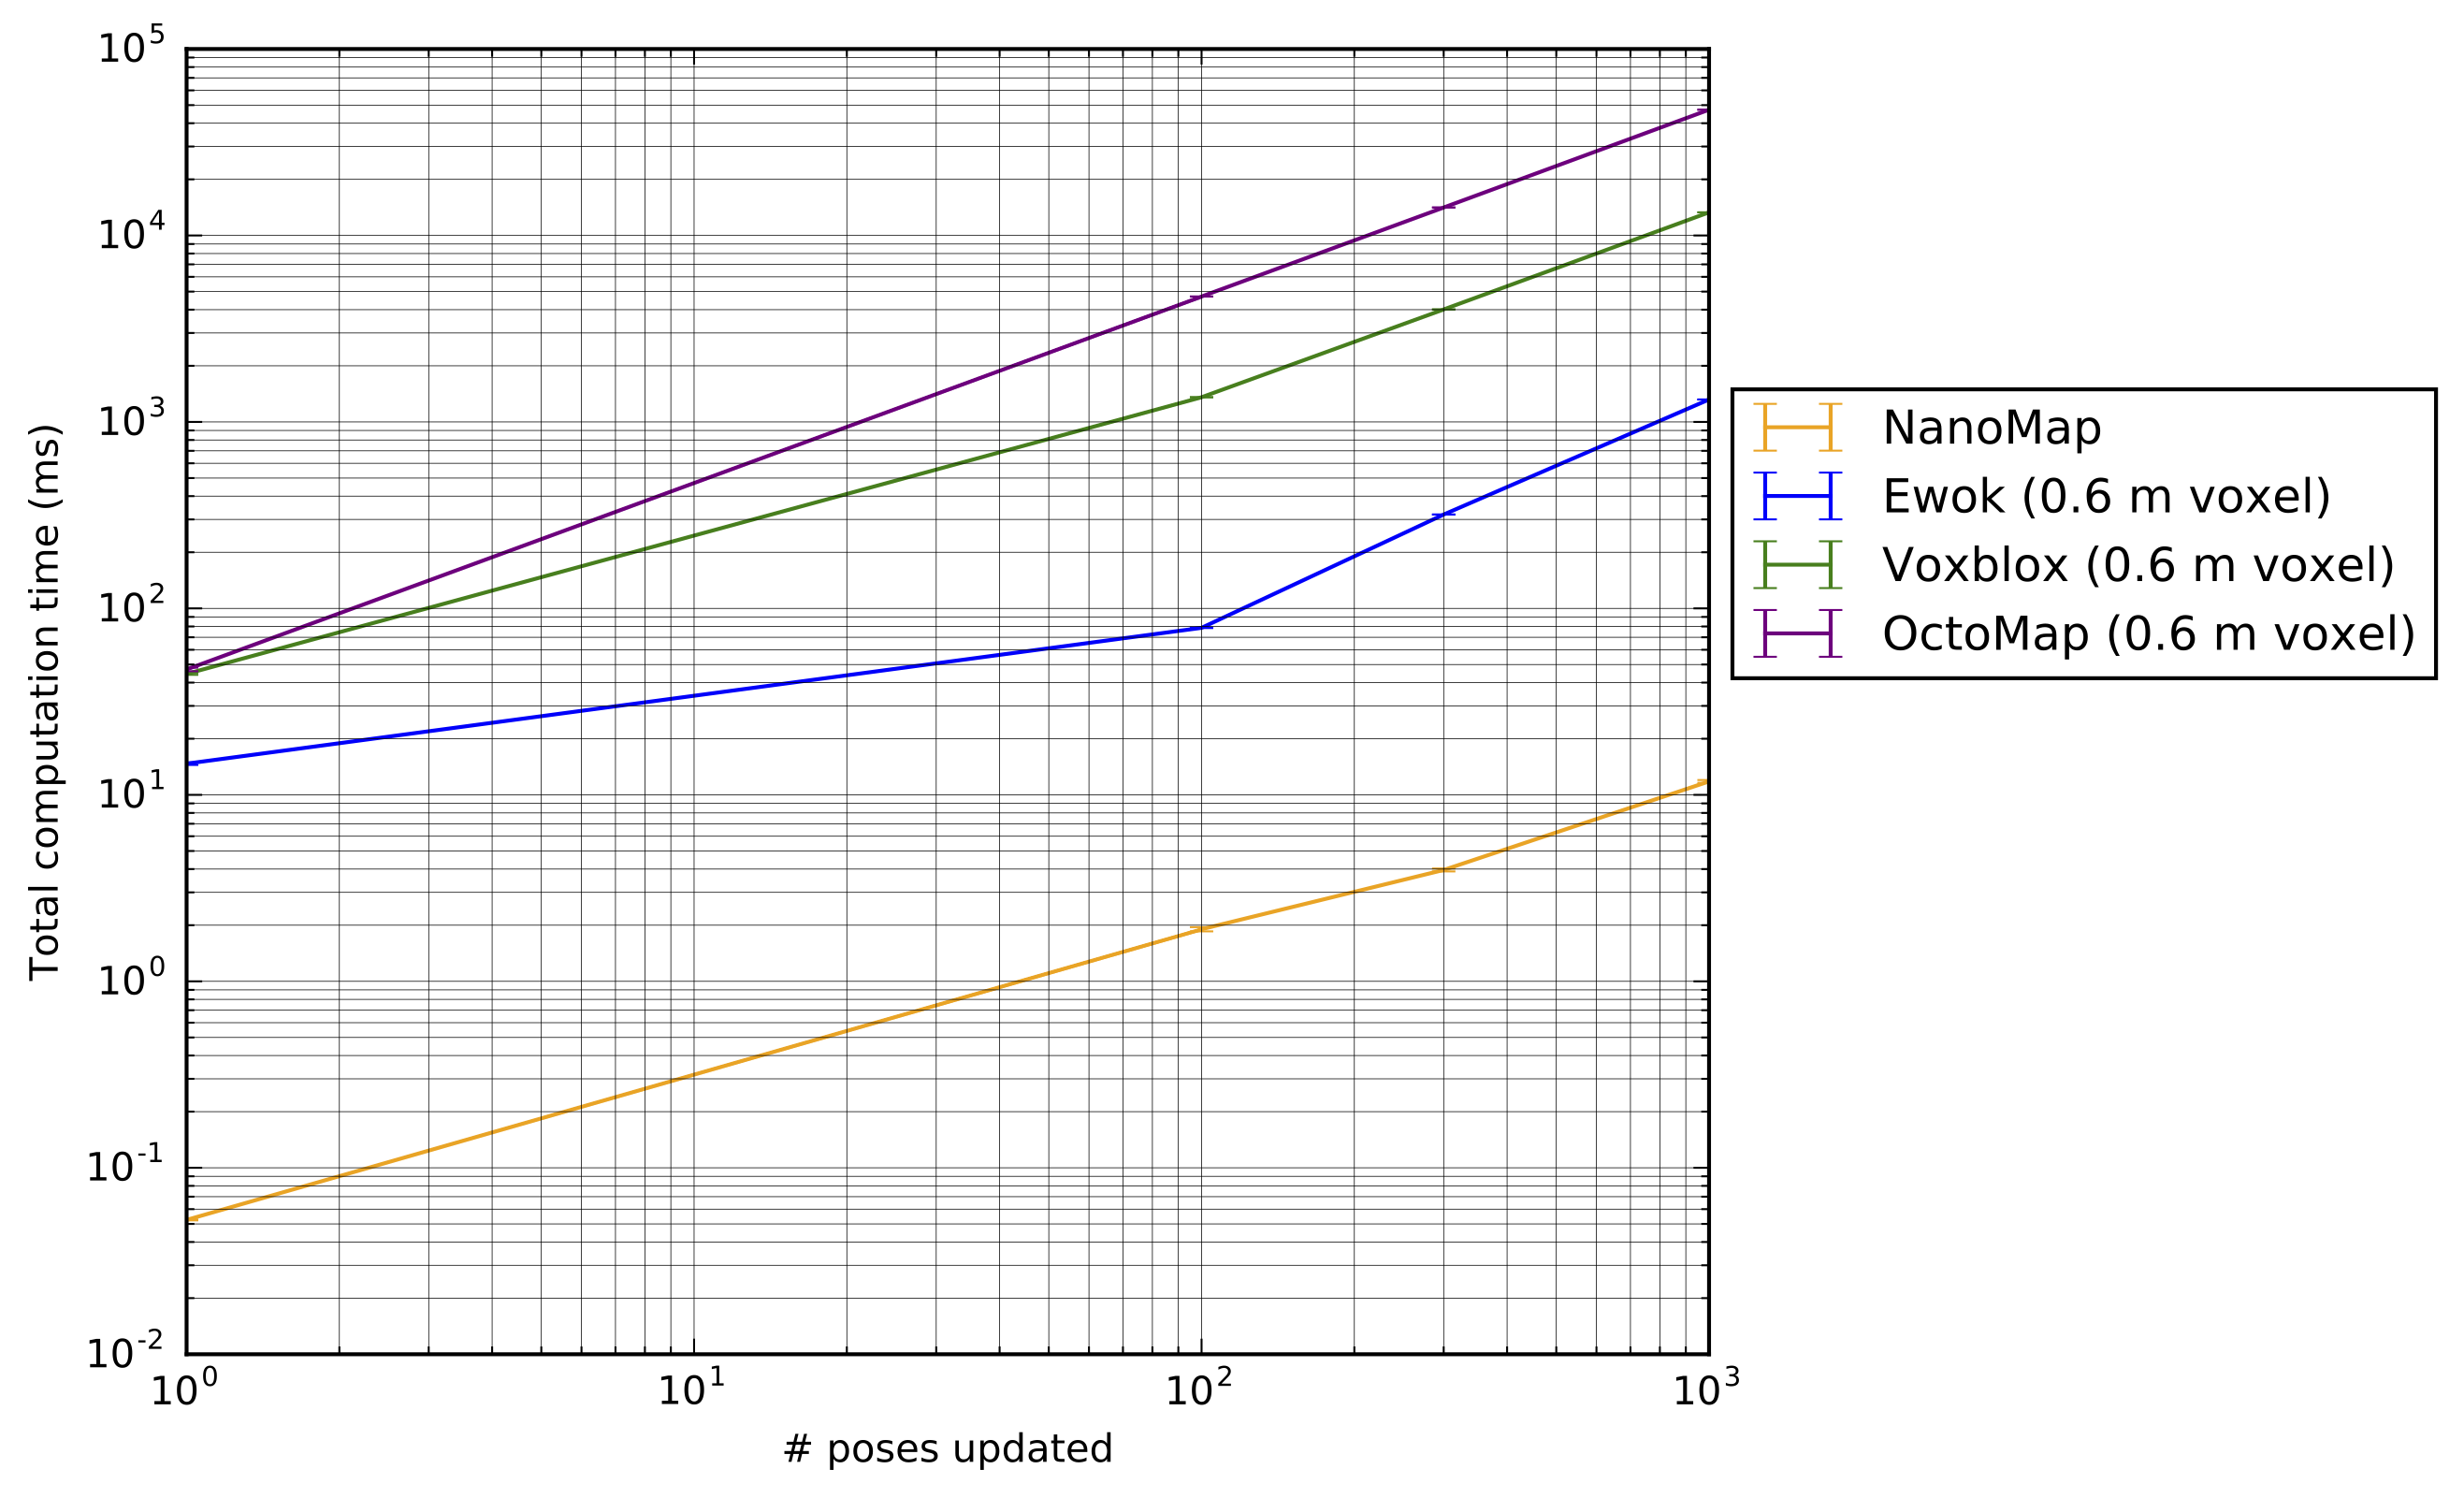 10^5
10^4
10^3
10^2
10^1
10^0
10^-1
10^-2
Total computation time (ms)
10^0 10^1 10^2 10^3
# poses updated
NanoMap
Ewok (0.6 m voxel)
Voxblox (0.6 m voxel)
OctoMap (0.6 m voxel)